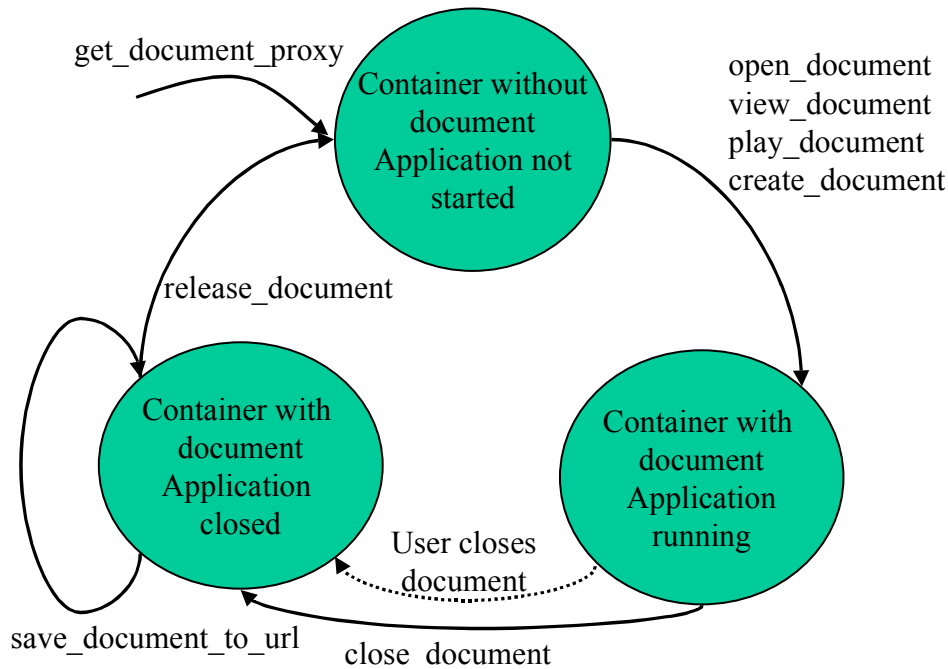 get_document_proxy
Container without
document
Application not
started
open_document
view_document
play_document
create_document
release_document
Container with
document
Application
closed
Container with
document
Application
running
User closes
document
save_document_to_url
close_document